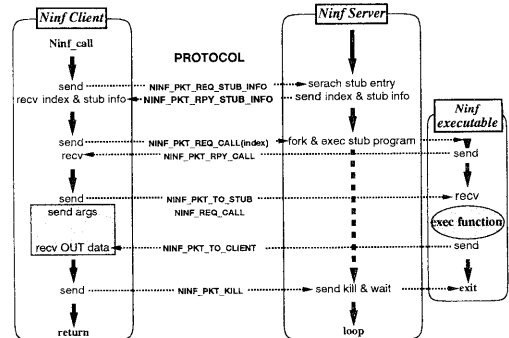 Ninf Client
Ninf Server
Ninf_call
PROTOCOL
send
NINF_PKT_REQ_STUB_INFO
serach stub entry
recv index & stub info
NINF_PKT_RPY_STUB_INFO
send index & stub info
Ninf
executable
send
NINF_PKT_REQ_CALL(index)
fork & exec stub program
recv
NINF_PKT_RPY_CALL
send
send
NINF_PKT_TO_STUB
recv
send args
NINF_REQ_CALL
exec function
recv OUT data
NINF_PKT_TO_CLIENT
send
send
NINF_PKT_KILL
send kill & wait
exit
return
loop